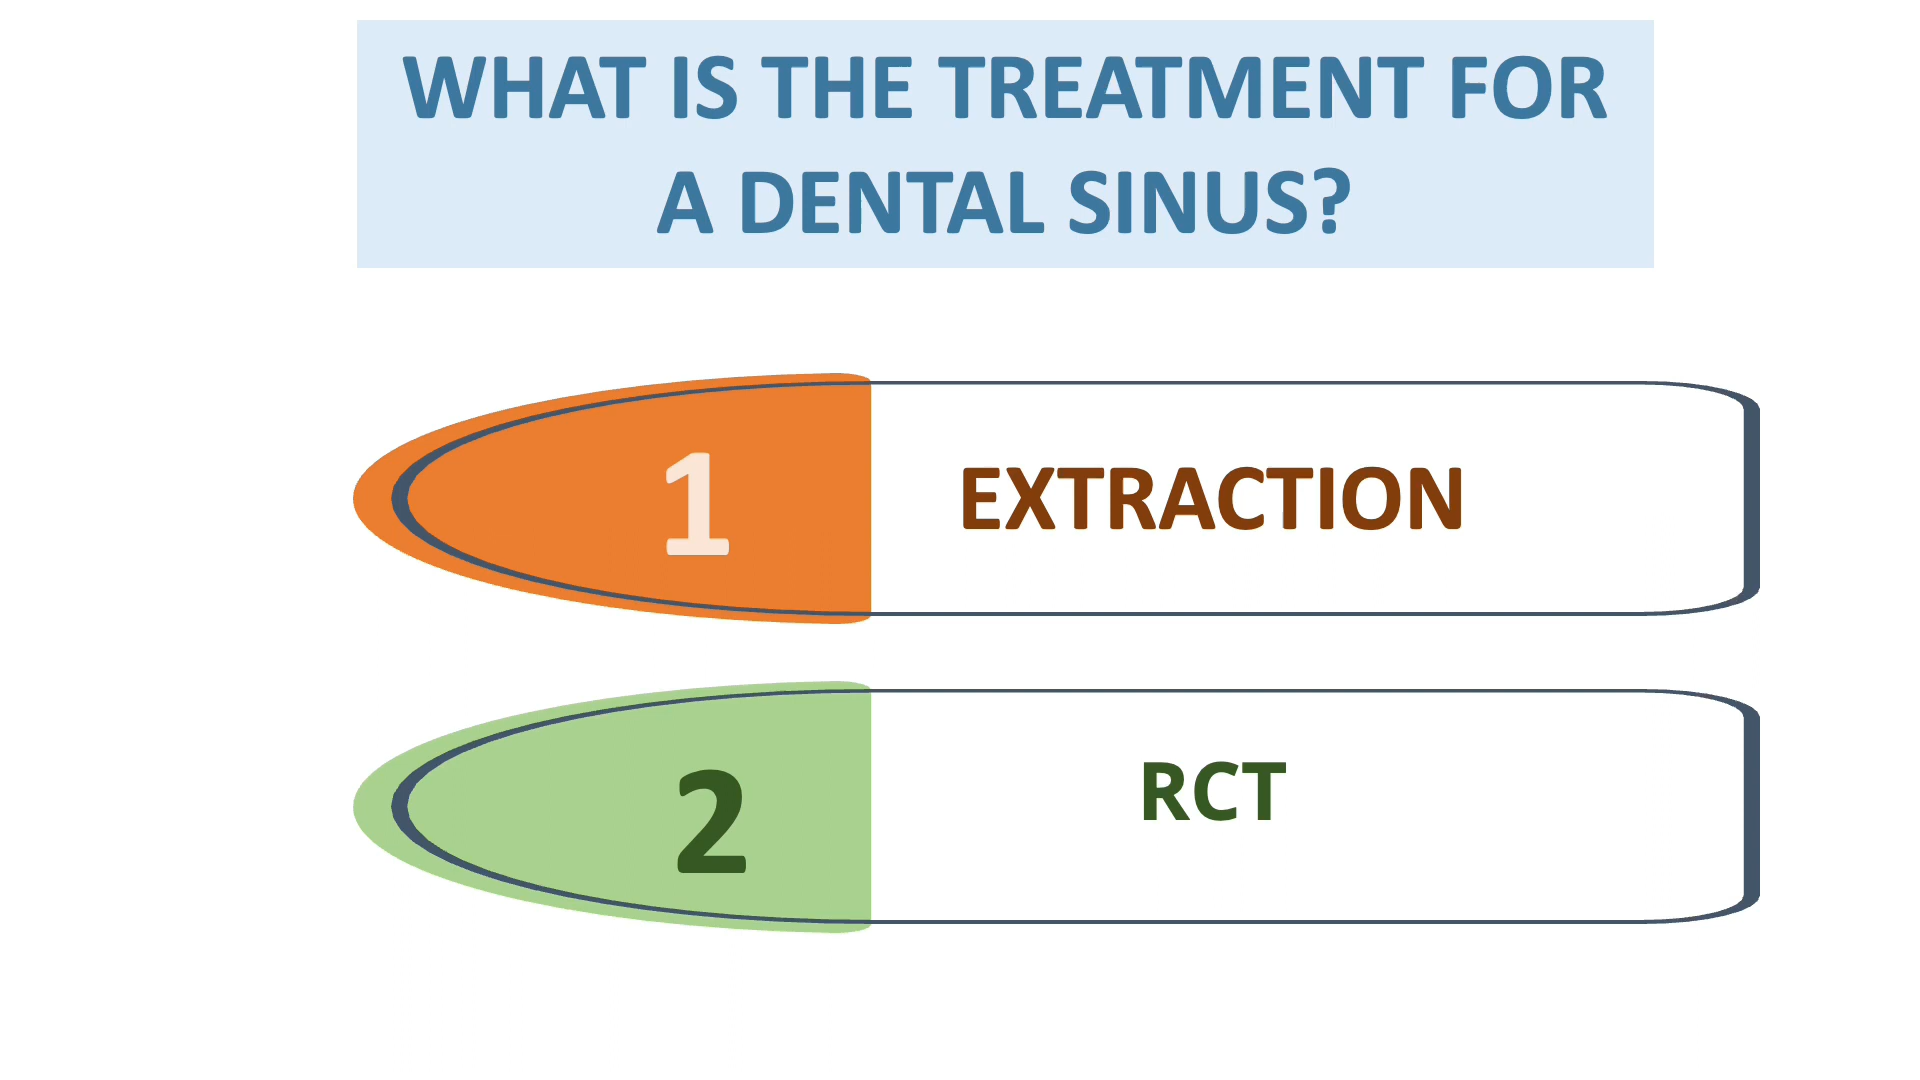 WHAT IS THE TREATMENT FOR
A DENTAL SINUS?
1
EXTRACTION
2
RCT